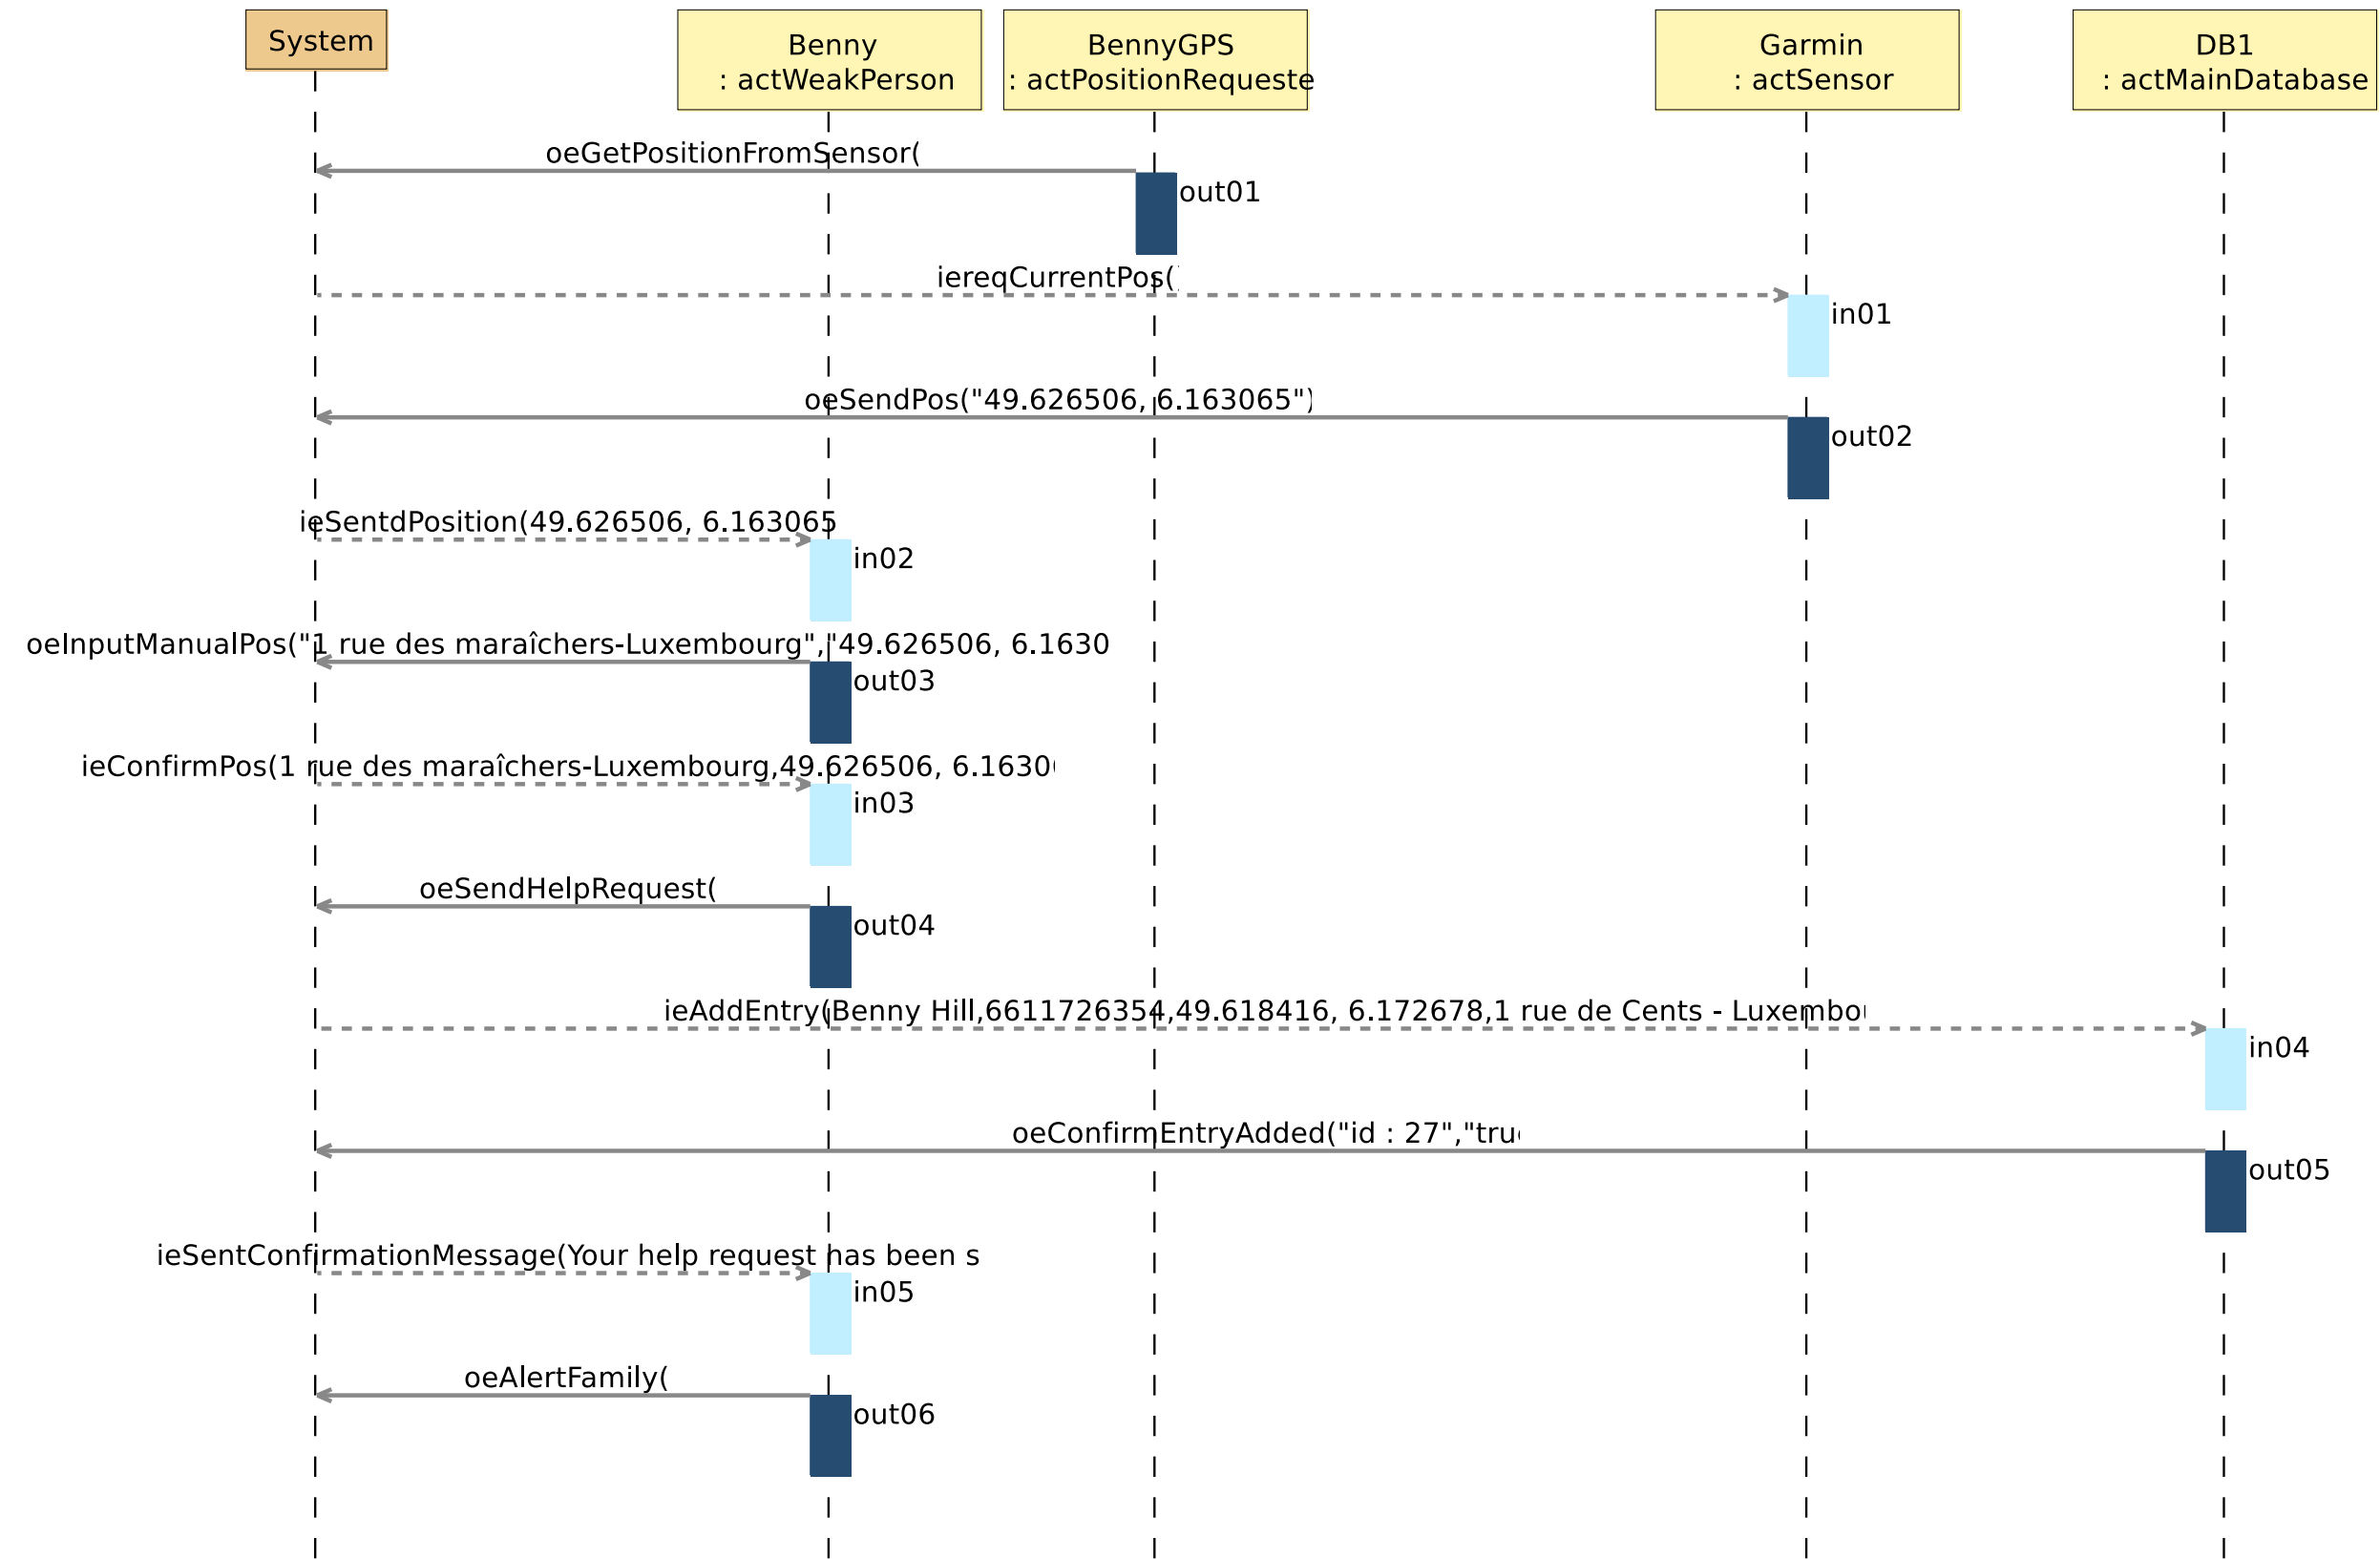 System
Benny
: actWeakPerson
BennyGPS
: actPositionRequeste
Garmin
: actSensor
DB1
: actMainDatabase
oeGetPositionFromSensor(
out01
iereqCurrentPos()
in01
oeSendPos("49.626506, 6.163065")
out02
ieSentdPosition(49.626506, 6.163065
in02
oeInputManualPos("1 rue des maraîchers-Luxembourg","49.626506, 6.1630
out03
ieConfirmPos(1 rue des maraîchers-Luxembourg,49.626506, 6.1630
in03
oeSendHelpRequest(
out04
ieAddEntry(Benny Hill,6611726354,49.618416, 6.172678,1 rue de Cents - Luxembou
in04
oeConfirmEntryAdded("id : 27","true
out05
ieSentConfirmationMessage(Your help request has been s
in05
oeAlertFamily(
out06